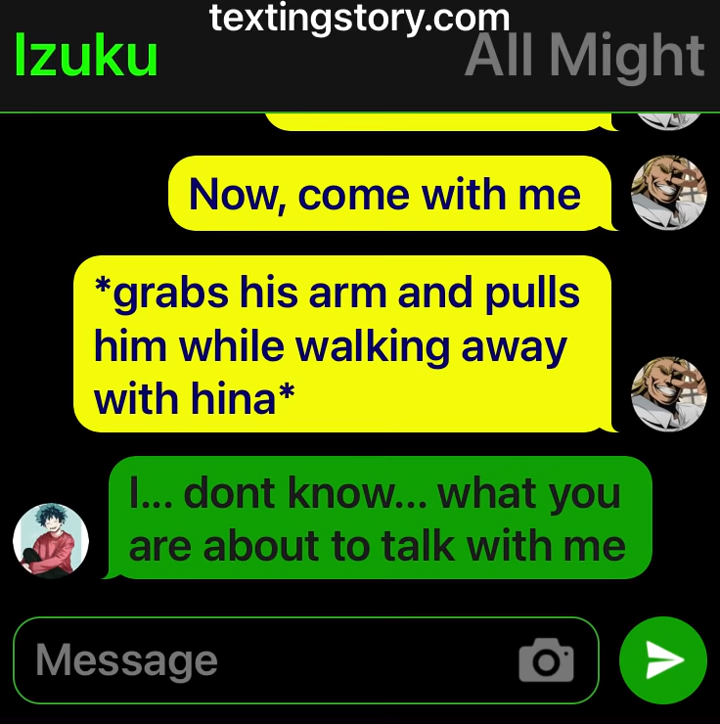 textingstory.com
Izuku
All Might
Now, come with me
*grabs his arm and pulls
him while walking away
with hina*
I... dont know... what you
are about to talk with me
Message